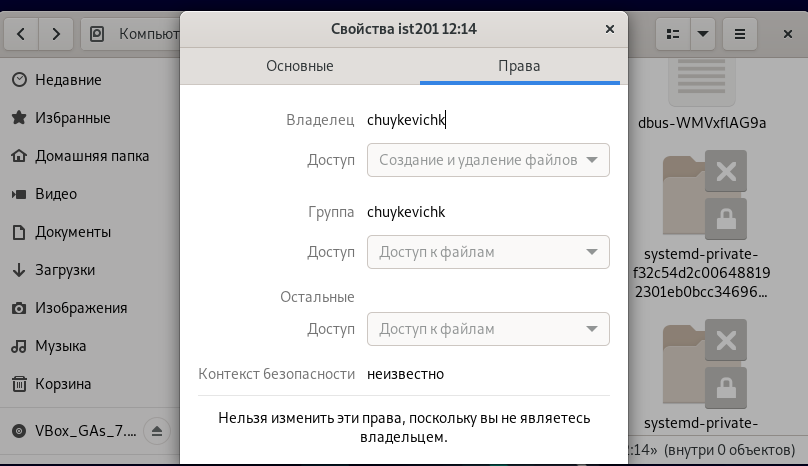 Свойства ist201 12:14
Компьют
Основные
Права
Недавние
Избранные
Домашняя папка
Видео
Документы
Загрузки
Изображения
Музыка
Корзина
VBox_GAs_7....
Владелец chuykevichk
Доступ Создание и удаление файлов
Группа chuykevichk
Доступ Доступ к файлам
Остальные
Доступ Доступ к файлам
Контекст безопасности неизвестно
Нельзя изменить эти права, поскольку вы не являетесь
владельцем.
dbus-WMVxflAG9a
systemd-private-
f32c54d2c00648819
2301eb0bcc34696...
systemd-private-
2:14» (внутри 0 объектов)